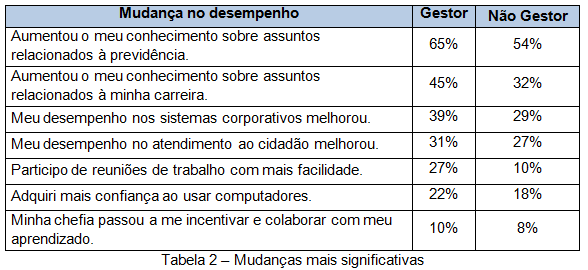 Mudança no desempenho Gestor Não Gestor
Aumentou o meu conhecimento sobre assuntos
relacionados à previdência. 65% 54%
Aumentou o meu conhecimento sobre assuntos
relacionados à minha carreira. 45% 32%
Meu desempenho nos sistemas corporativos melhorou. 39% 29%
Meu desempenho no atendimento ao cidadão melhorou. 31% 27%
Participo de reuniões de trabalho com mais facilidade. 27% 10%
Adquiri mais confiança ao usar computadores. 22% 18%
Minha chefia passou a me incentivar e colaborar com meu
aprendizado. 10% 8%
Tabela 2 – Mudanças mais significativas